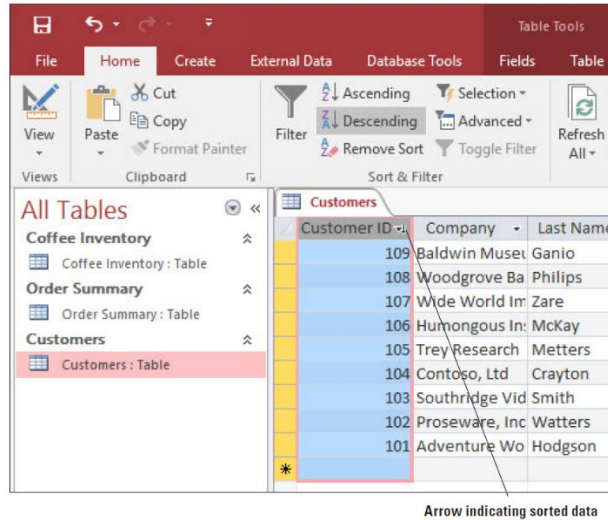 Table Tools
File Home Create External Data Database Tools Fields Table
View
Paste
Cut
Copy
Format Painter
Filter
Ascending
Descending
Remove Sort
Selection
Advanced
Toggle Filter
Refresh
All
Views Clipboard Sort & Filter
All Tables
Coffee Inventory
Coffee Inventory : Table
Order Summary
Order Summary : Table
Customers
Customers : Table
Customers
Customer ID Company Last Name
109 Baldwin Museu Ganio
108 Woodgrove Ba Philips
107 Wide World Im Zare
106 Humongous In: McKay
105 Trey Research Metters
104 Contoso, Ltd Crayton
103 Southridge Vid Smith
102 Proseware, Inc Watters
101 Adventure Wo Hodgson
Arrow indicating sorted data